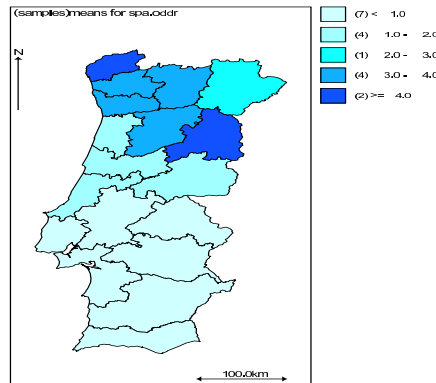 (samples)means for spa.oddr
(7) < 1.0
(4) 1.0 - 2.0
(1) 2.0 - 3.0
(4) 3.0 - 4.0
(2) >= 4.0
N
100.0km